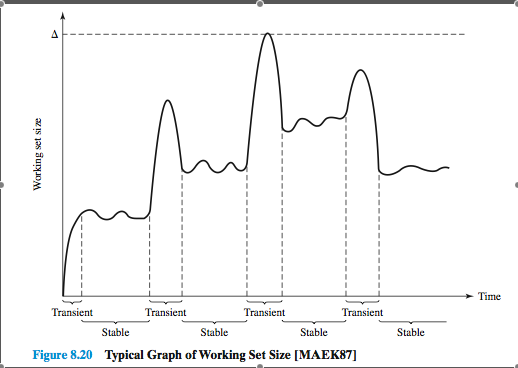 Δ
Working set size
Time
Transient Transient Transient Transient
Stable Stable Stable Stable
Figure 8.20 Typical Graph of Working Set Size [MAEK87]